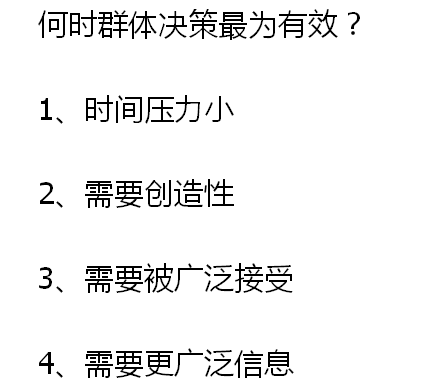 何时群体决策最为有效？
1、时间压力小
2、需要创造性
3、需要被广泛接受
4、需要更广泛信息